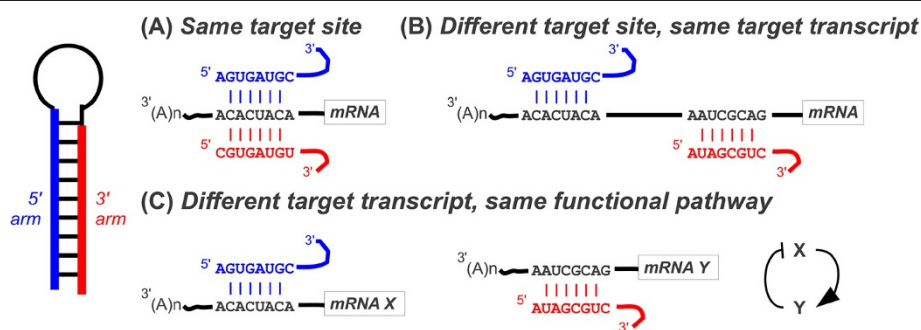 (A) Same target site
3'
5' AGUGAUGC
3' (A)n ACACUACA mRNA
5' CGUGAUGU
3'
(B) Different target site, same target transcript
3'
5' AGUGAUGC
3' (A)n ACACUACA AAUCGCAG mRNA
5' AUAGCGUC
3'
5' arm
3' arm
(C) Different target transcript, same functional pathway
3'
5' AGUGAUGC
3' (A)n ACACUACA mRNA X
3' (A)n AAUCGCAG mRNA Y
5' AUAGCGUC
3'
X
Y